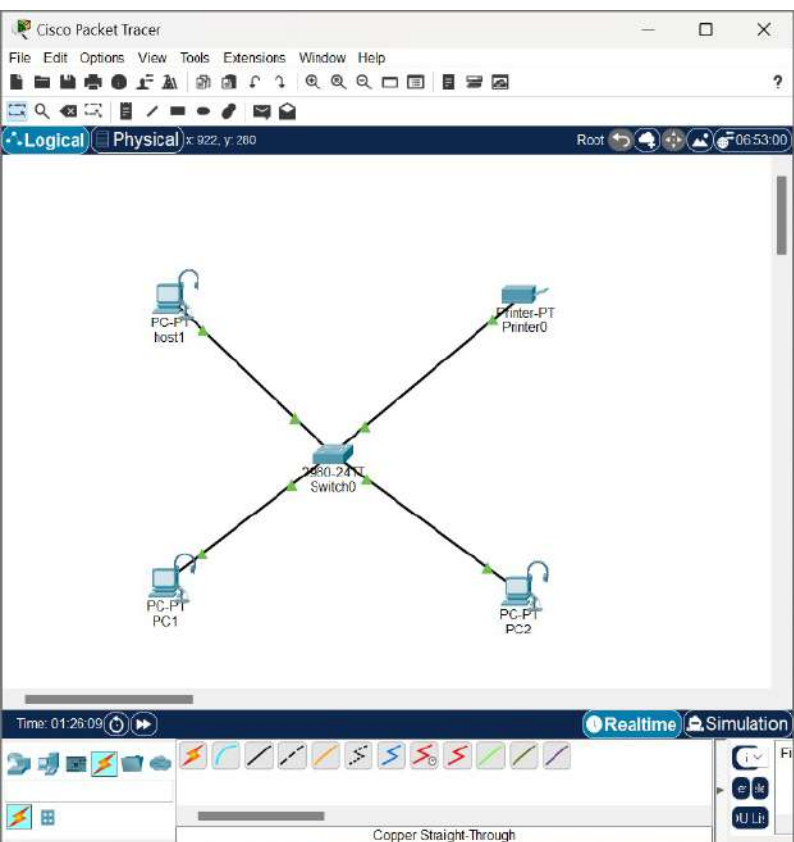 Cisco Packet Tracer
File Edit Options View Tools Extensions Window Help
?
Logical Physical x: 922, y: 260 Root 06:53:00
PC-PT
host1
Printer-PT
Printer0
2960-24TT
Switch0
PC-PT
PC1
PC-PT
PC2
Time: 01:26:09 Realtime Simulation
Fi
Copper Straight-Through